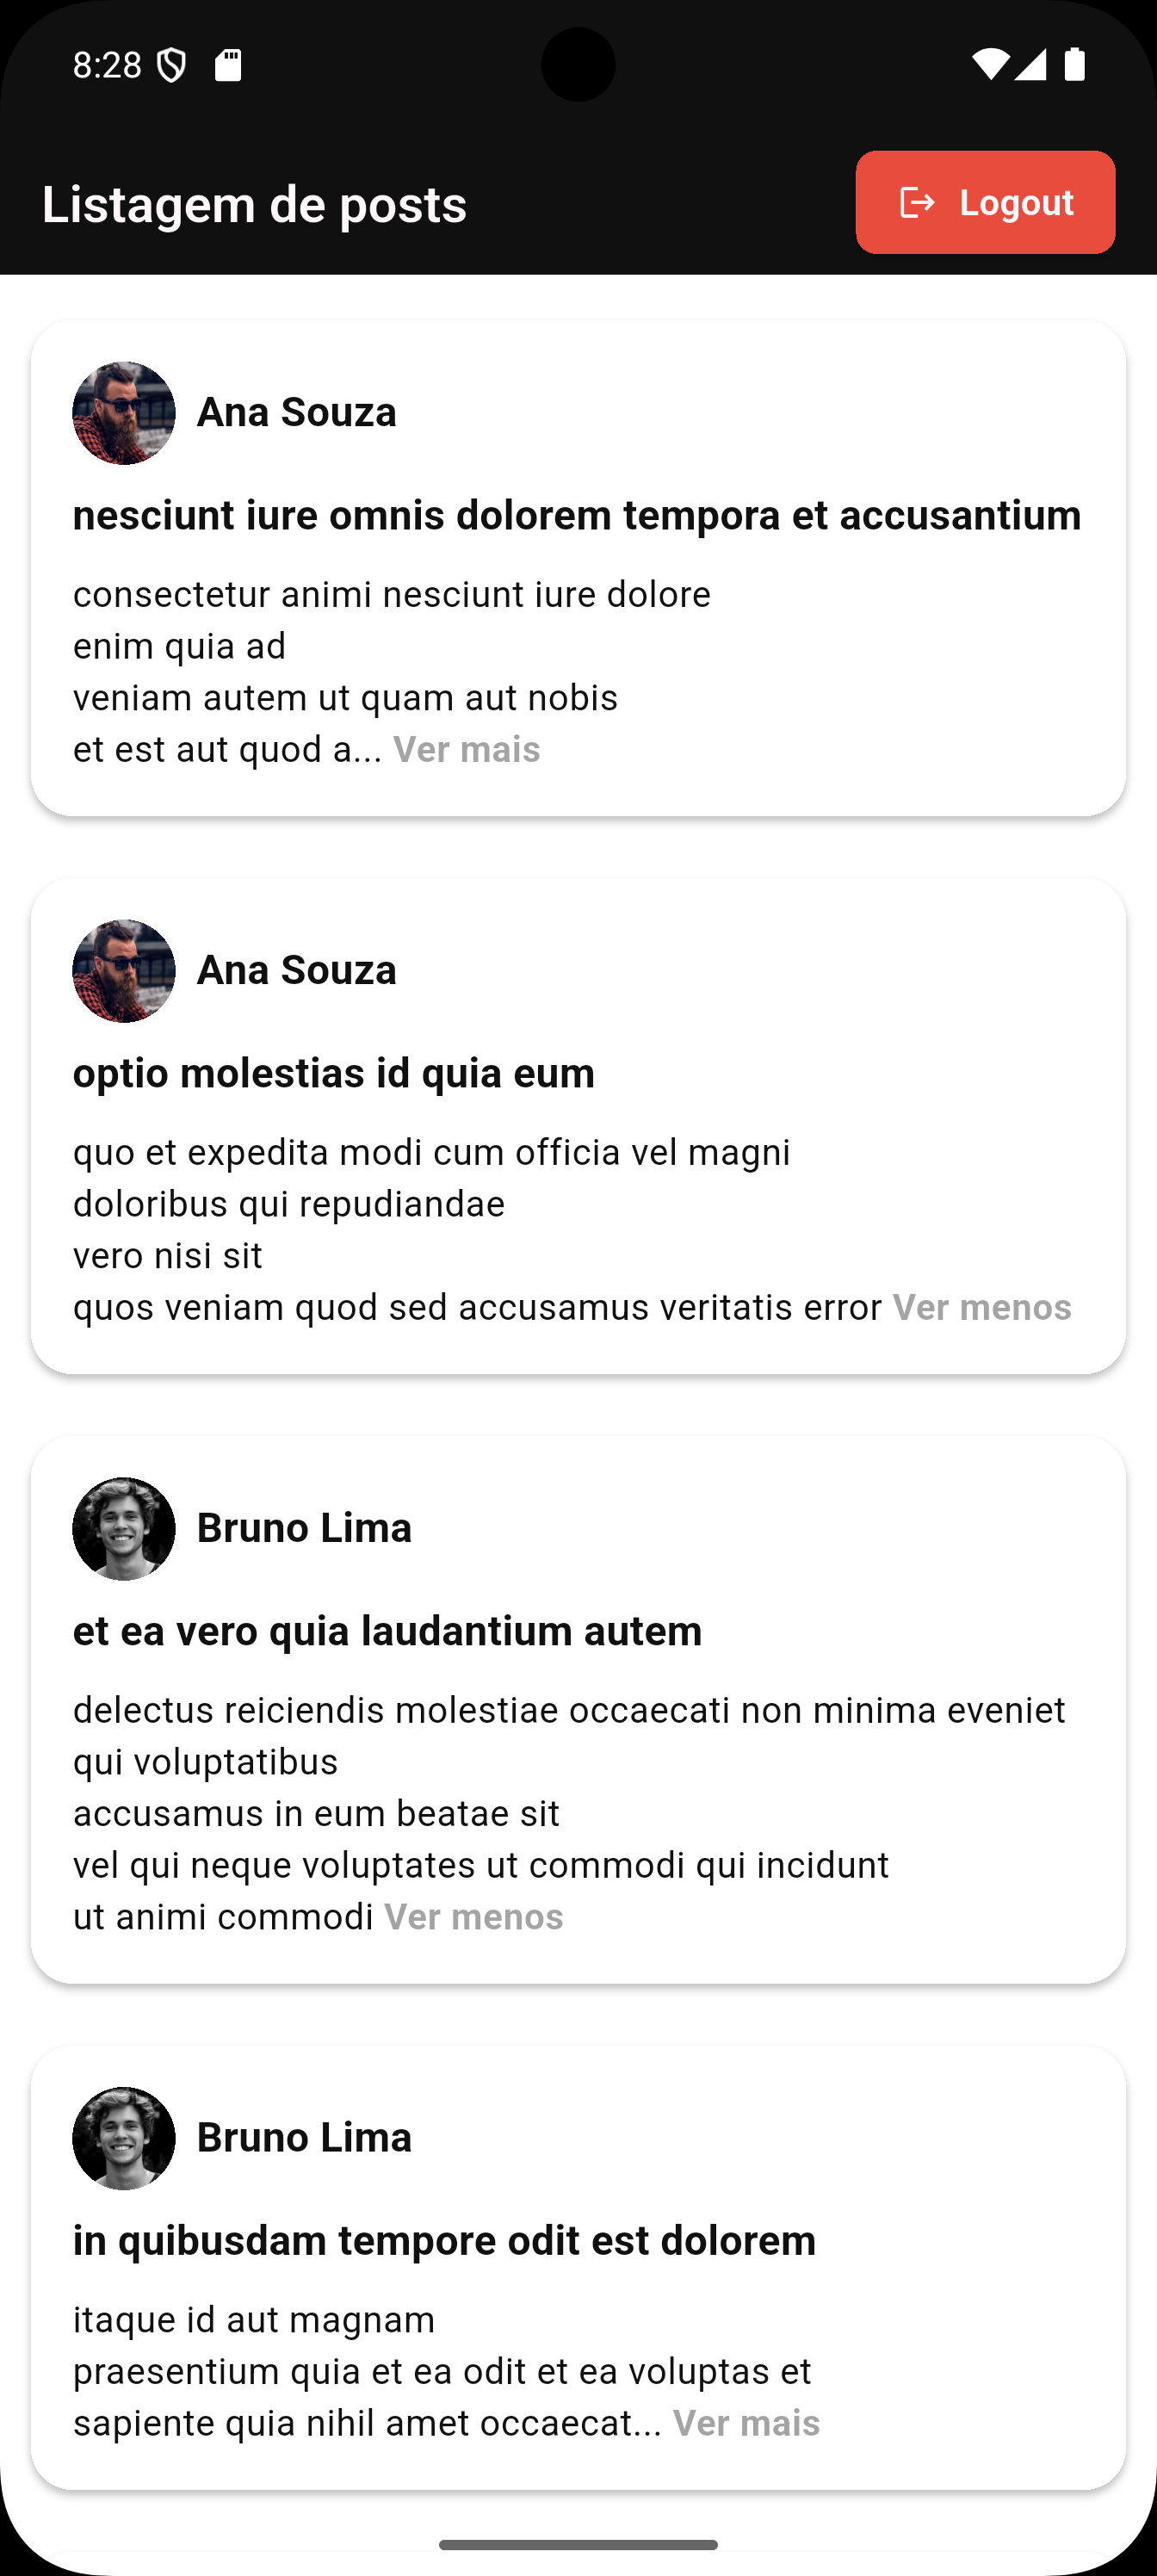 8:28
Listagem de posts
Logout
Ana Souza
nesciunt iure omnis dolorem tempora et accusantium
consectetur animi nesciunt iure dolore
enim quia ad
veniam autem ut quam aut nobis
et est aut quod a... Ver mais
Ana Souza
optio molestias id quia eum
quo et expedita modi cum officia vel magni
doloribus qui repudiandae
vero nisi sit
quos veniam quod sed accusamus veritatis error Ver menos
Bruno Lima
et ea vero quia laudantium autem
delectus reiciendis molestiae occaecati non minima eveniet
qui voluptatibus
accusamus in eum beatae sit
vel qui neque voluptates ut commodi qui incidunt
ut animi commodi Ver menos
Bruno Lima
in quibusdam tempore odit est dolorem
itaque id aut magnam
praesentium quia et ea odit et ea voluptas et
sapiente quia nihil amet occaecat... Ver mais